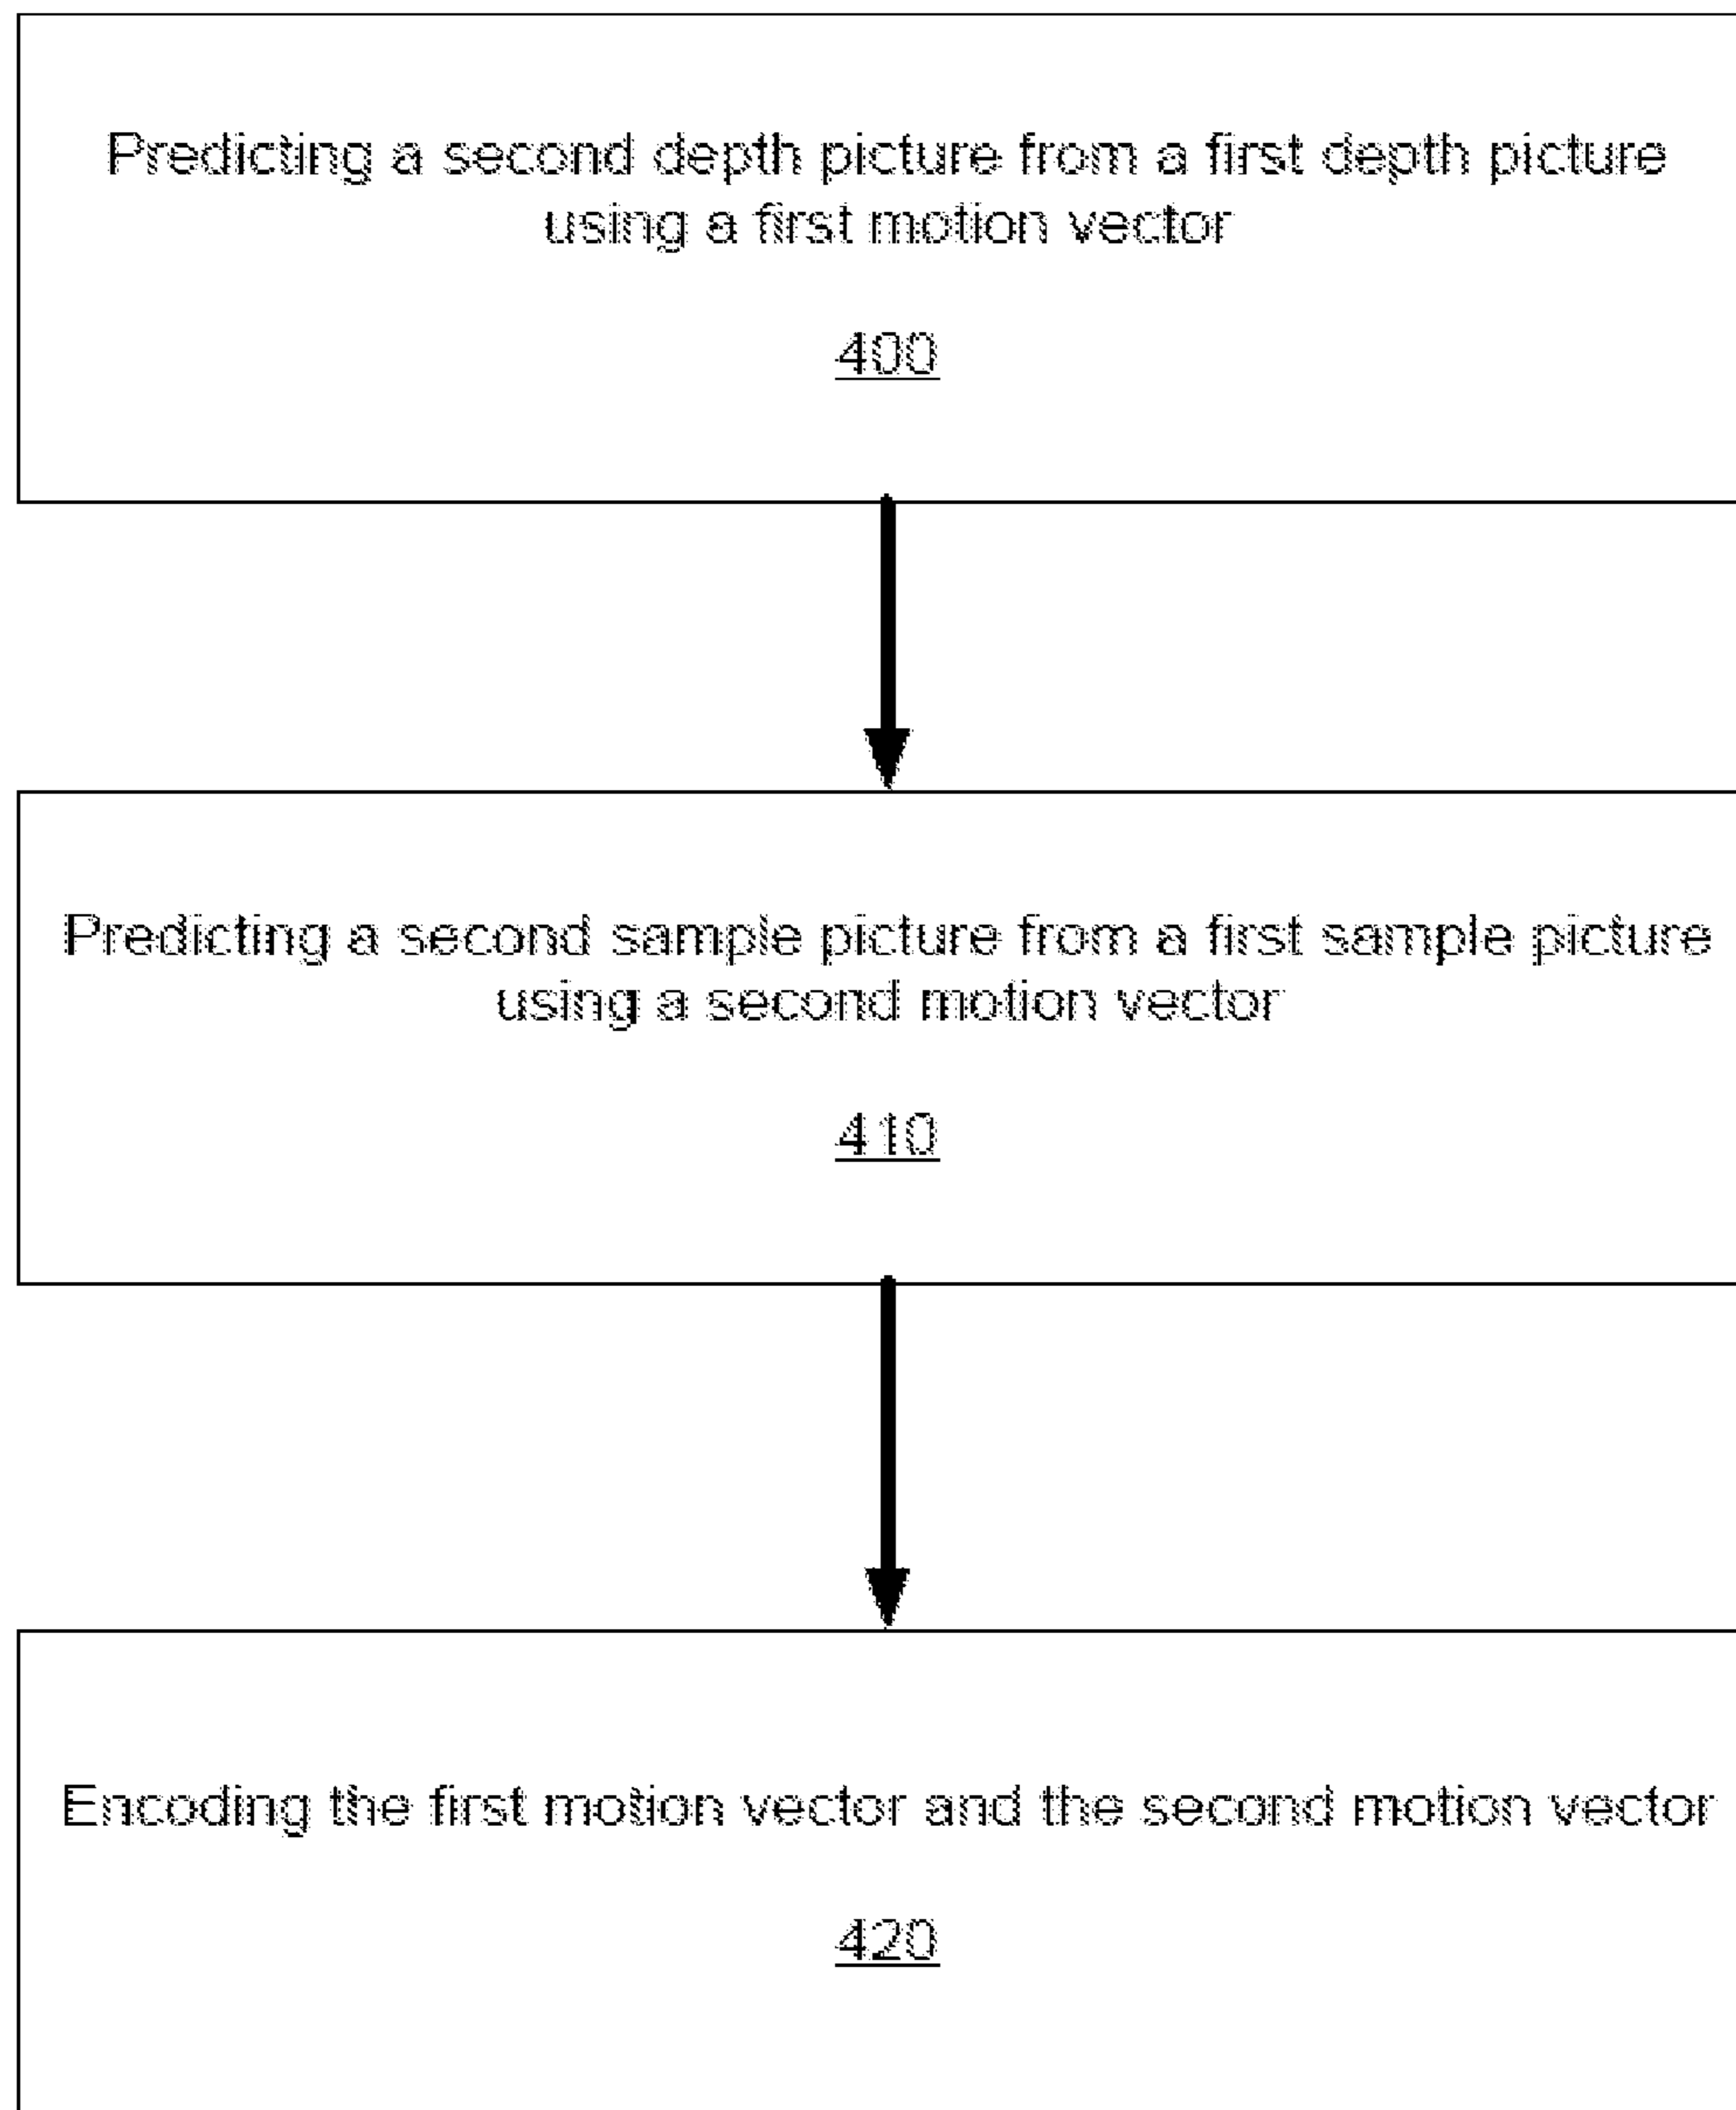 Predicting a second depth picture from a first depth picture
using a first motion vector
400
Predicting a second sample picture from a first sample picture
using a second motion vector
410
Encoding the first motion vector and the second motion vector
420